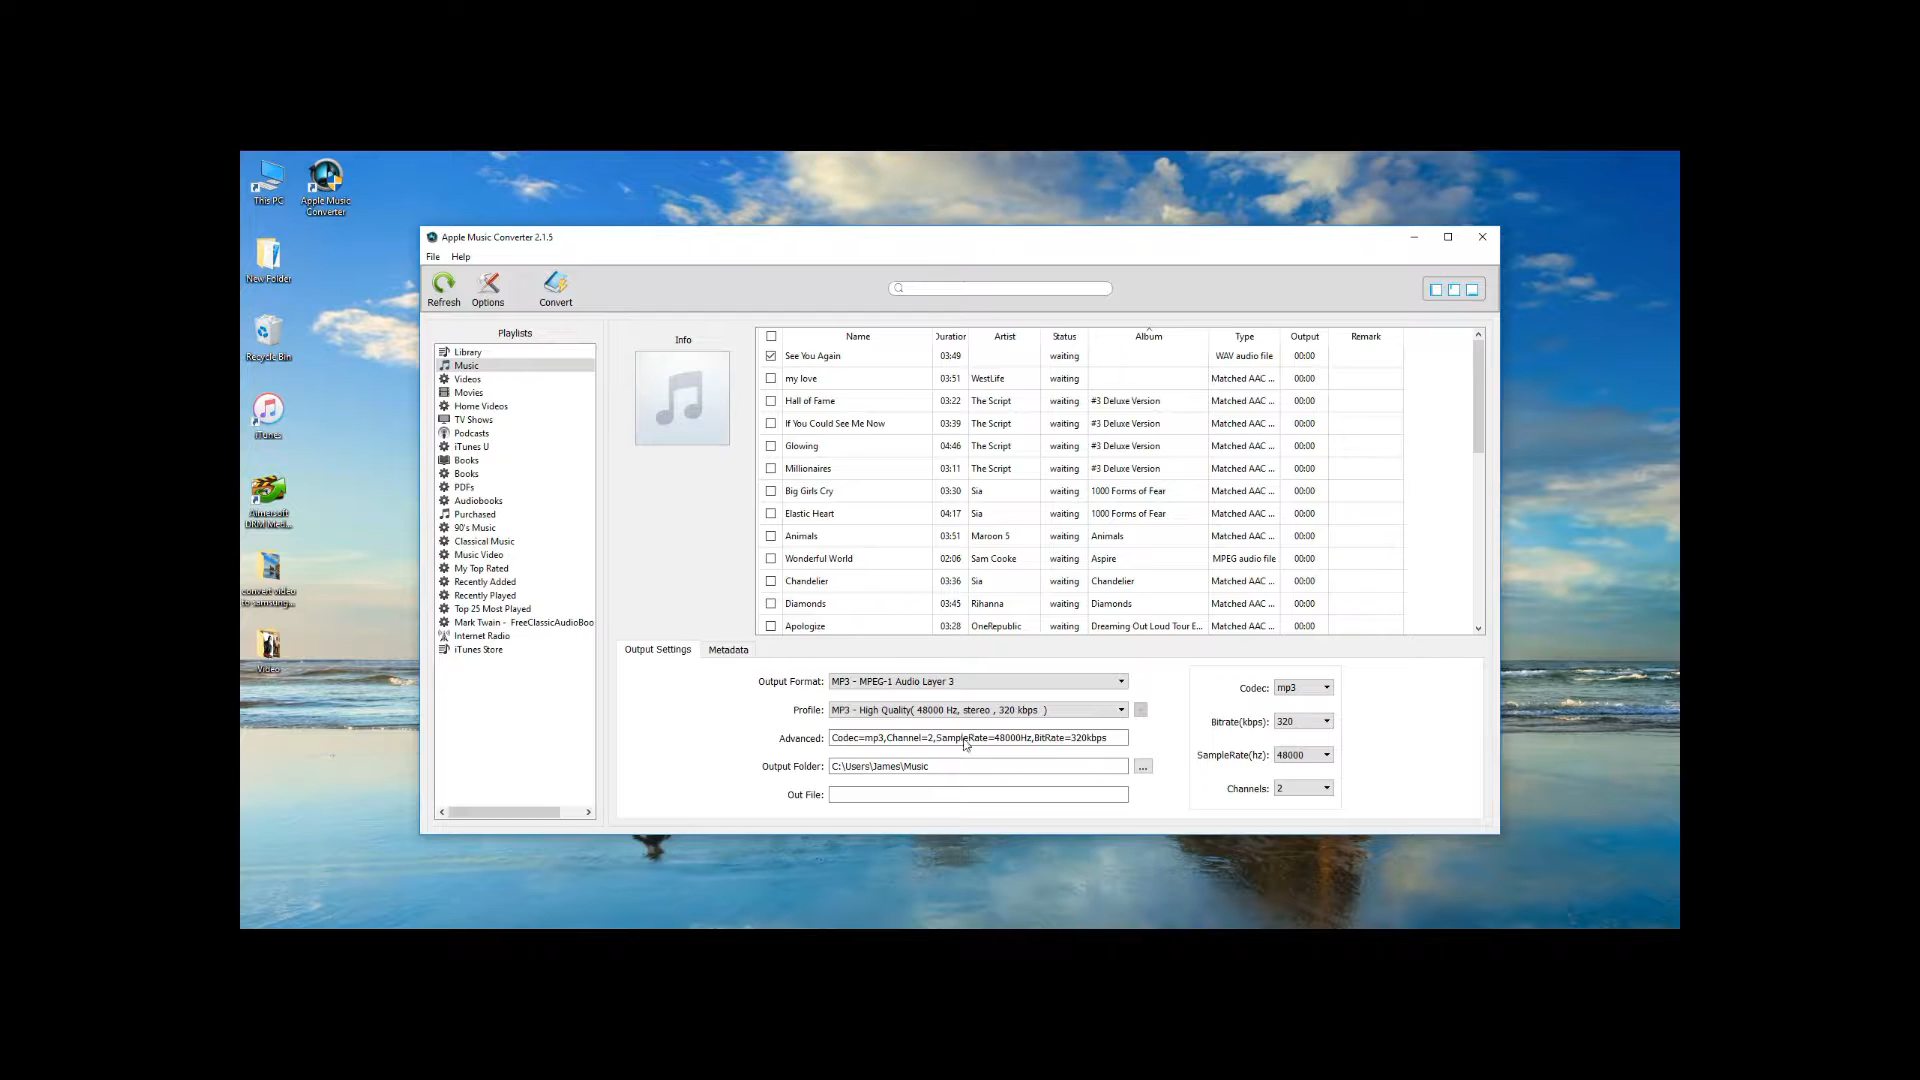 This PC
Apple Music
Converter
New Folder
Recycle Bin
iTunes
Aimersoft
DRM Med...
convert video
to samsung...
Video
Apple Music Converter 2.1.5
File Help
Refresh Options Convert
Playlists
Library
Music
Videos
Movies
Home Videos
TV Shows
Podcasts
iTunes U
Books
Books
PDFs
Audiobooks
Purchased
90's Music
Classical Music
Music Video
My Top Rated
Recently Added
Recently Played
Top 25 Most Played
Mark Twain - FreeClassicAudioBoo
Internet Radio
iTunes Store
Info
Name Duration Artist Status Album Type Output Remark
See You Again 03:49 waiting WAV audio file 00:00
my love 03:51 WestLife waiting Matched AAC ... 00:00
Hall of Fame 03:22 The Script waiting #3 Deluxe Version Matched AAC ... 00:00
If You Could See Me Now 03:39 The Script waiting #3 Deluxe Version Matched AAC ... 00:00
Glowing 04:46 The Script waiting #3 Deluxe Version Matched AAC ... 00:00
Millionaires 03:11 The Script waiting #3 Deluxe Version Matched AAC ... 00:00
Big Girls Cry 03:30 Sia waiting 1000 Forms of Fear Matched AAC ... 00:00
Elastic Heart 04:17 Sia waiting 1000 Forms of Fear Matched AAC ... 00:00
Animals 03:51 Maroon 5 waiting Animals Matched AAC ... 00:00
Wonderful World 02:06 Sam Cooke waiting Aspire MPEG audio file 00:00
Chandelier 03:36 Sia waiting Chandelier Matched AAC ... 00:00
Diamonds 03:45 Rihanna waiting Diamonds Matched AAC ... 00:00
Apologize 03:28 OneRepublic waiting Dreaming Out Loud Tour E... Matched AAC ... 00:00
Output Settings Metadata
Output Format: MP3 - MPEG-1 Audio Layer 3
Profile: MP3 - High Quality( 48000 Hz, stereo , 320 kbps )
Advanced: Codec=mp3,Channel=2,SampleRate=48000Hz,BitRate=320kbps
Output Folder: C:\Users\James\Music ...
Out File:
Codec: mp3
Bitrate(kbps): 320
SampleRate(hz): 48000
Channels: 2